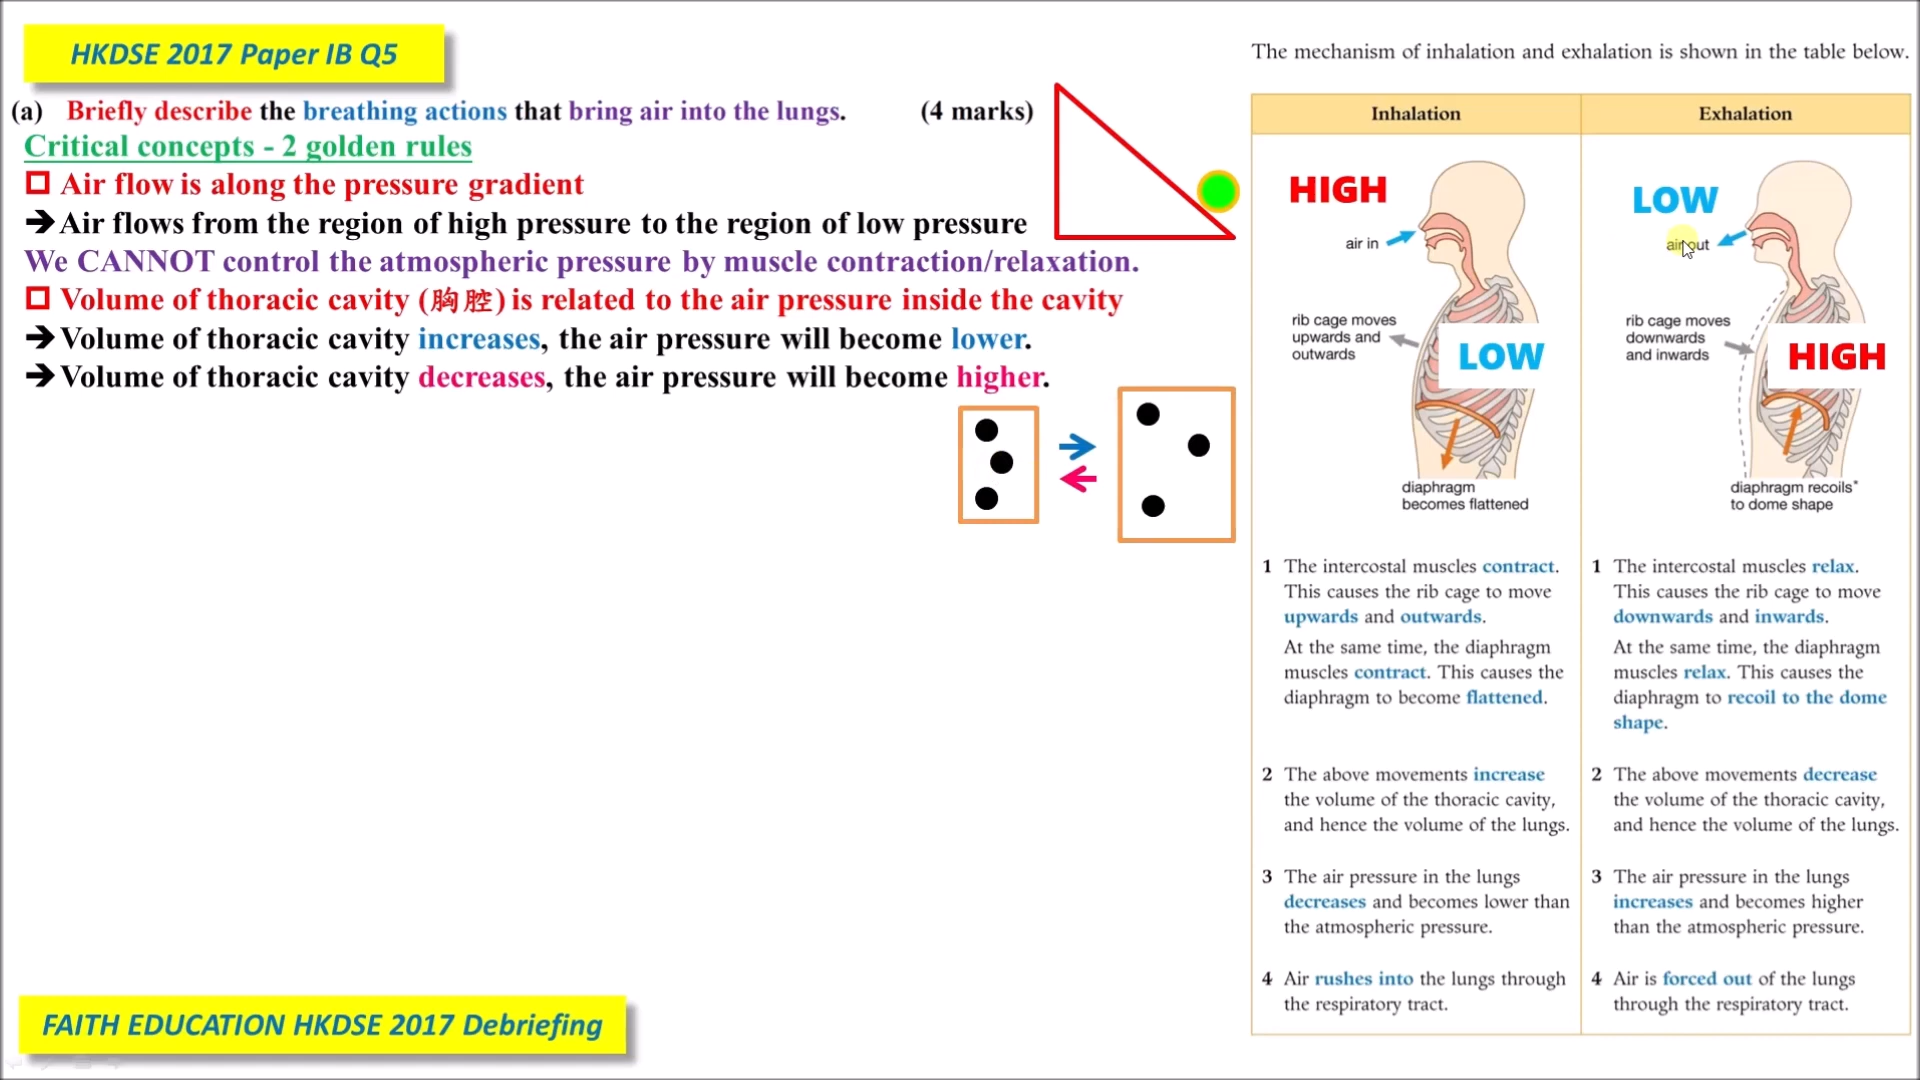 HKDSE 2017 Paper IB Q5
(a) Briefly describe the breathing actions that bring air into the lungs. (4 marks)
Critical concepts - 2 golden rules
Air flow is along the pressure gradient
➔Air flows from the region of high pressure to the region of low pressure
We CANNOT control the atmospheric pressure by muscle contraction/relaxation.
Volume of thoracic cavity (胸腔) is related to the air pressure inside the cavity
➔Volume of thoracic cavity increases, the air pressure will become lower.
➔Volume of thoracic cavity decreases, the air pressure will become higher.
FAITH EDUCATION HKDSE 2017 Debriefing
The mechanism of inhalation and exhalation is shown in the table below.
Inhalation
HIGH
air in
rib cage moves
upwards and
outwards
LOW
diaphragm
becomes flattened
1 The intercostal muscles contract.
This causes the rib cage to move
upwards and outwards.
At the same time, the diaphragm
muscles contract. This causes the
diaphragm to become flattened.
2 The above movements increase
the volume of the thoracic cavity,
and hence the volume of the lungs.
3 The air pressure in the lungs
decreases and becomes lower than
the atmospheric pressure.
4 Air rushes into the lungs through
the respiratory tract.
Exhalation
LOW
air out
rib cage moves
downwards
and inwards
HIGH
diaphragm recoils*
to dome shape
1 The intercostal muscles relax.
This causes the rib cage to move
downwards and inwards.
At the same time, the diaphragm
muscles relax. This causes the
diaphragm to recoil to the dome
shape.
2 The above movements decrease
the volume of the thoracic cavity,
and hence the volume of the lungs.
3 The air pressure in the lungs
increases and becomes higher
than the atmospheric pressure.
4 Air is forced out of the lungs
through the respiratory tract.